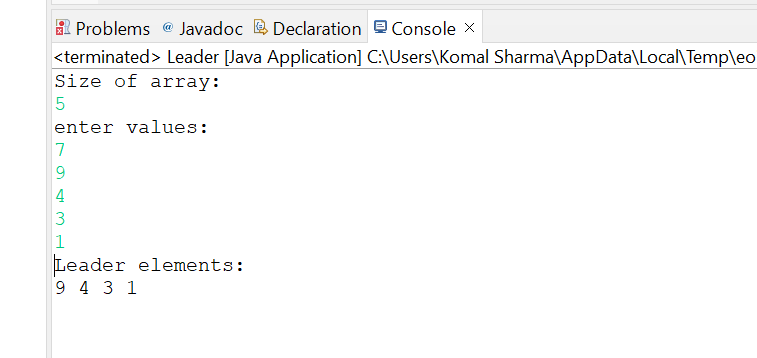 Problems @ Javadoc Declaration Console ×
<terminated> Leader [Java Application] C:\Users\Komal Sharma\AppData\Local\Temp\eo
Size of array:
5
enter values:
7
9
4
3
1
Leader elements:
9 4 3 1